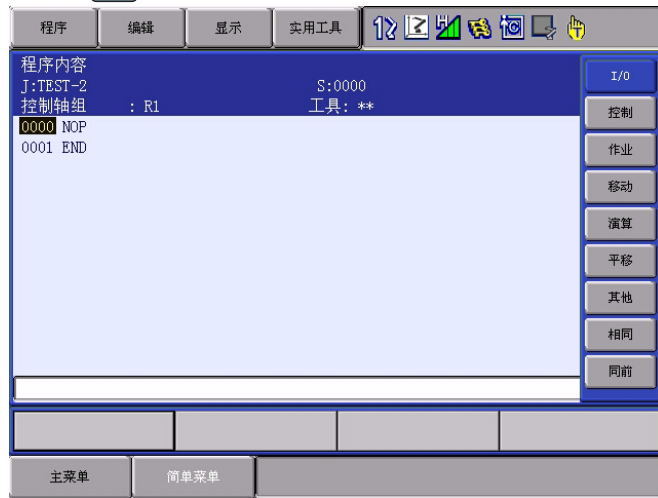 程序 编辑 显示 实用工具
程序内容
J:TEST-2 S:0000
控制轴组 : R1 工具: **
0000 NOP
0001 END
I/O
控制
作业
移动
演算
平移
其他
相同
同前
主菜单 简单菜单